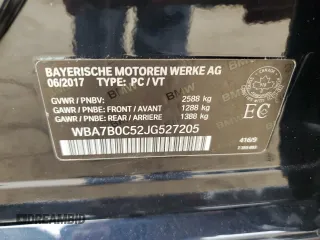 BAYERISCHE MOTOREN WERKE AG
06/2017 TYPE: PC / VT
GVWR / PNBV: 2588 kg
GAWR / PNBE: FRONT / AVANT 1288 kg
GAWR / PNBE: REAR / ARRIERE 1388 kg
WBA7B0C52JG527205
EC
416/9
DREAMBID